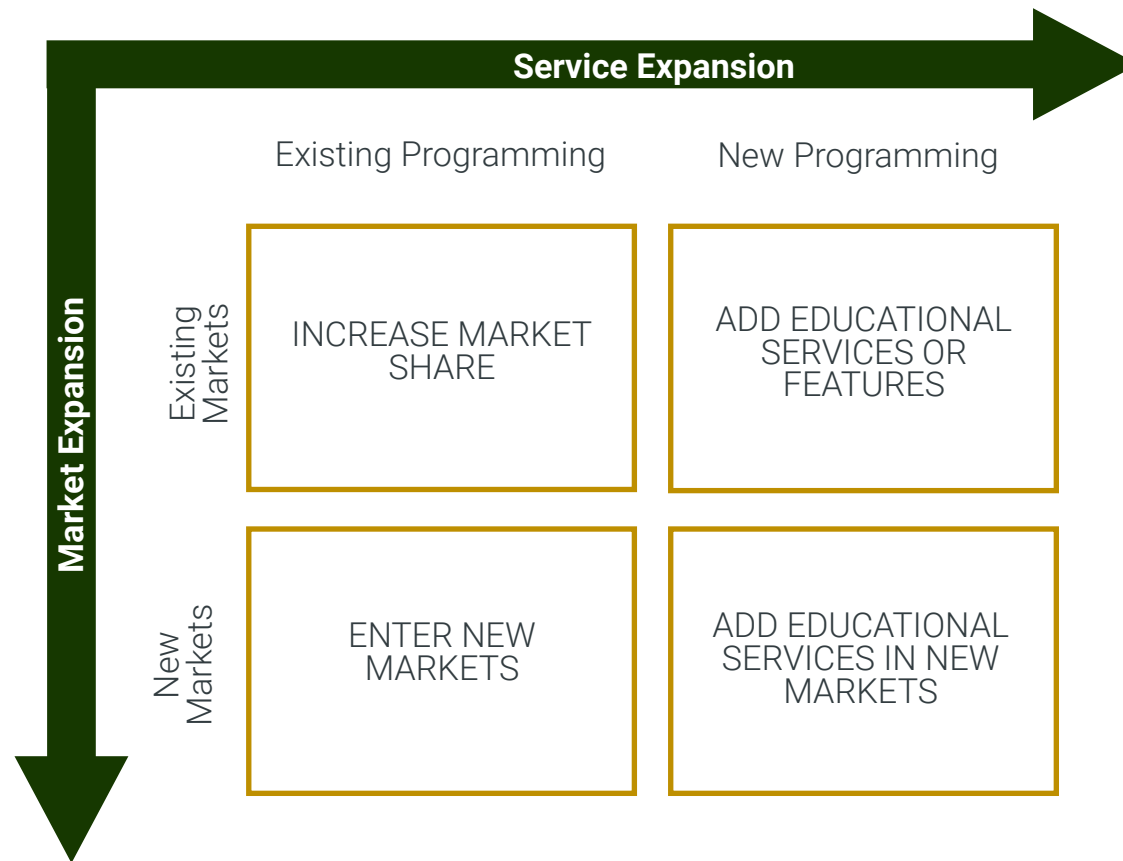 Service Expansion
Existing Programming
New Programming
Market Expansion
Existing
Markets
INCREASE MARKET
SHARE
ADD EDUCATIONAL
SERVICES OR
FEATURES
New
Markets
ENTER NEW
MARKETS
ADD EDUCATIONAL
SERVICES IN NEW
MARKETS